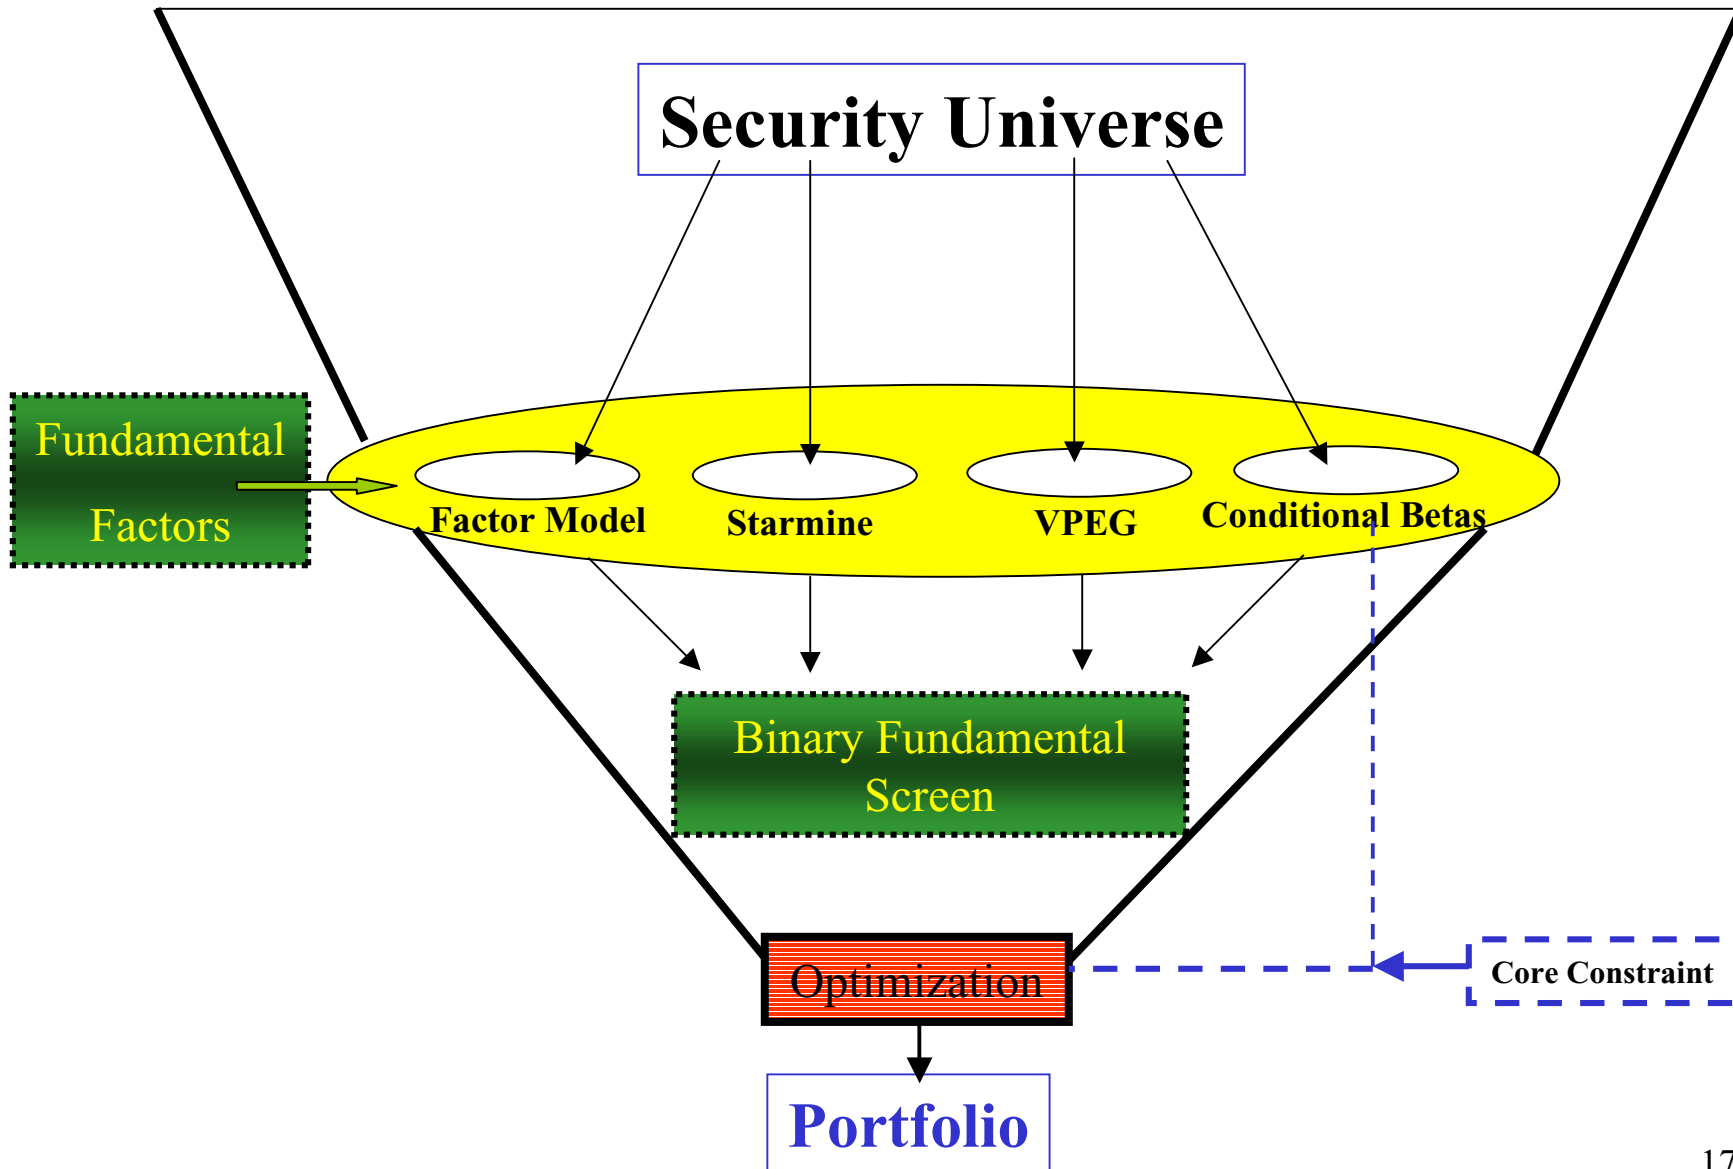 Security Universe
Fundamental
Factors
Factor Model
Starmine
VPEG
Conditional Betas
Binary Fundamental
Screen
Optimization
Core Constraint
Portfolio
17